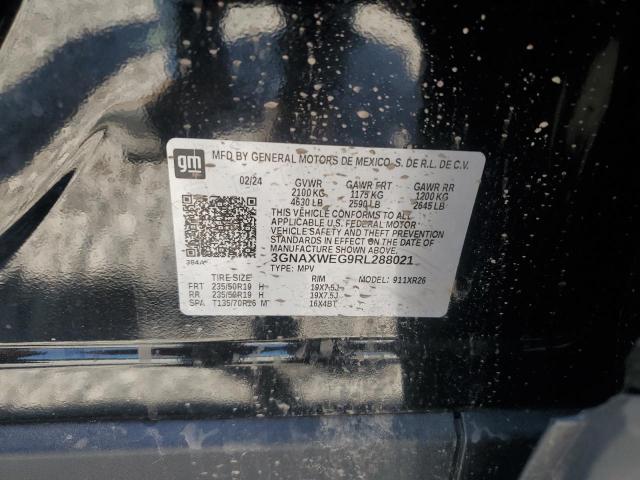 gm MFD BY GENERAL MOTORS DE MEXICO S. DE R.L. DE C.V.
02/24 GVWR GAWR FRT GAWR RR
2100 KG 1175 KG 1200 KG
4630 LB 2590 LB 2645 LB
THIS VEHICLE CONFORMS TO ALL
APPLICABLE U.S. FEDERAL MOTOR
VEHICLE SAFETY AND THEFT PREVENTION
STANDARDS IN EFFECT ON THE DATE OF
MANUFACTURE SHOWN ABOVE.
3GNAXWEG9RL288021
TYPE: MPV MODEL: 911XR26
TIRE SIZE RIM
FRT 235/50R19 H 19X7.5J
RR 235/50R19 H 19X7.5J
SPA T135/70R16 M 16X4BT